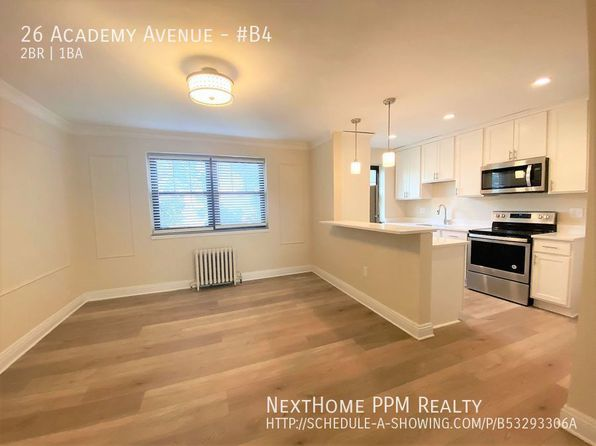 26 Academy Avenue - #B4
2BR | 1BA
NextHome PPM Realty
http://schedule-a-showing.com/p/B53293306A